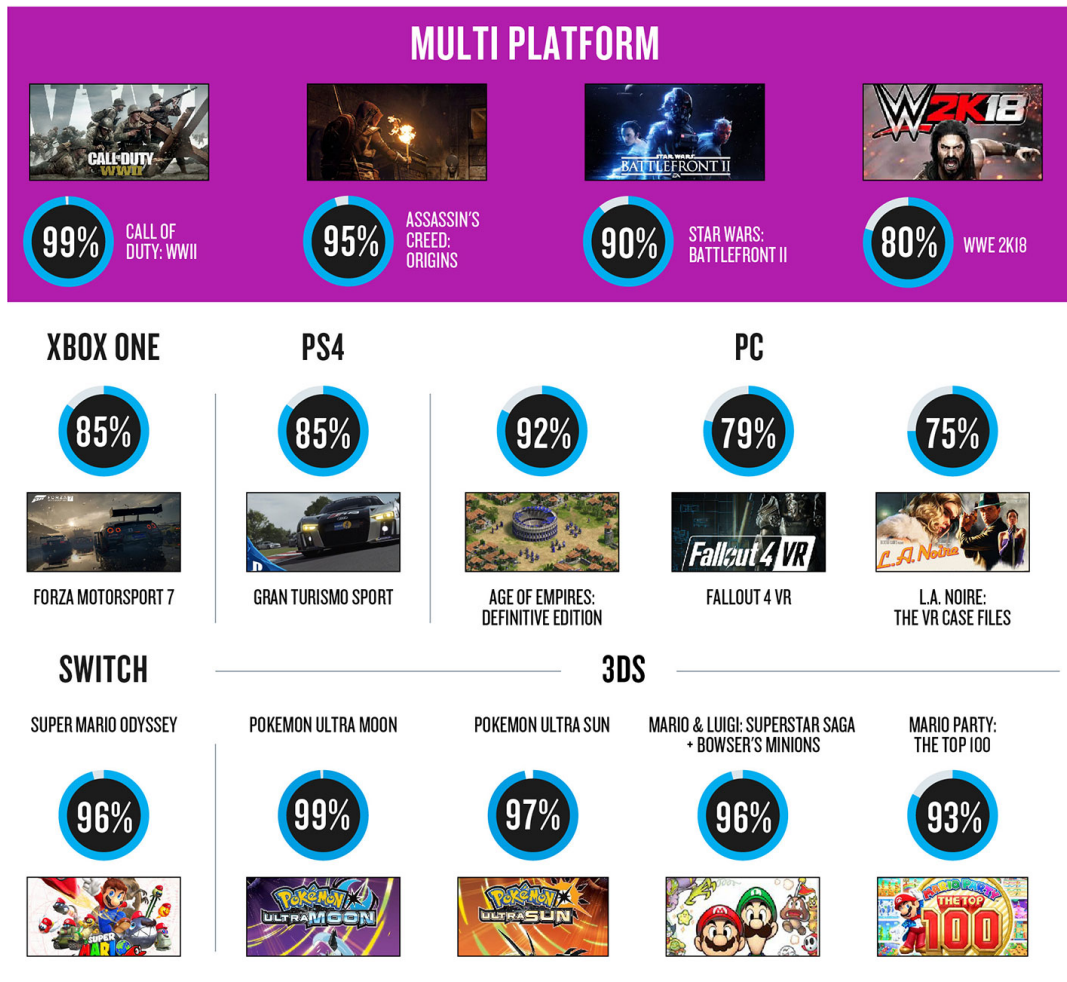 MULTI PLATFORM
CALL OF DUTY
WWII
STAR WARS
BATTLEFRONT II
EA
W 2K18
99%
CALL OF
DUTY: WWII
95%
ASSASSIN'S
CREED:
ORIGINS
90%
STAR WARS:
BATTLEFRONT II
80%
WWE 2K18
XBOX ONE
PS4
PC
85%
85%
92%
79%
75%
FORZA MOTORSPORT 7
GRAN TURISMO SPORT
AGE OF EMPIRES:
DEFINITIVE EDITION
Fallout 4 VR
FALLOUT 4 VR
L.A. Noire
L.A. NOIRE:
THE VR CASE FILES
SWITCH
3DS
SUPER MARIO ODYSSEY
POKEMON ULTRA MOON
POKEMON ULTRA SUN
MARIO & LUIGI: SUPERSTAR SAGA
+ BOWSER'S MINIONS
MARIO PARTY:
THE TOP 100
96%
99%
97%
96%
93%
SUPER
MARIO
Pokémon
ULTRA MOON
Pokémon
ULTRA SUN
MARIO PARTY
THE TOP
100